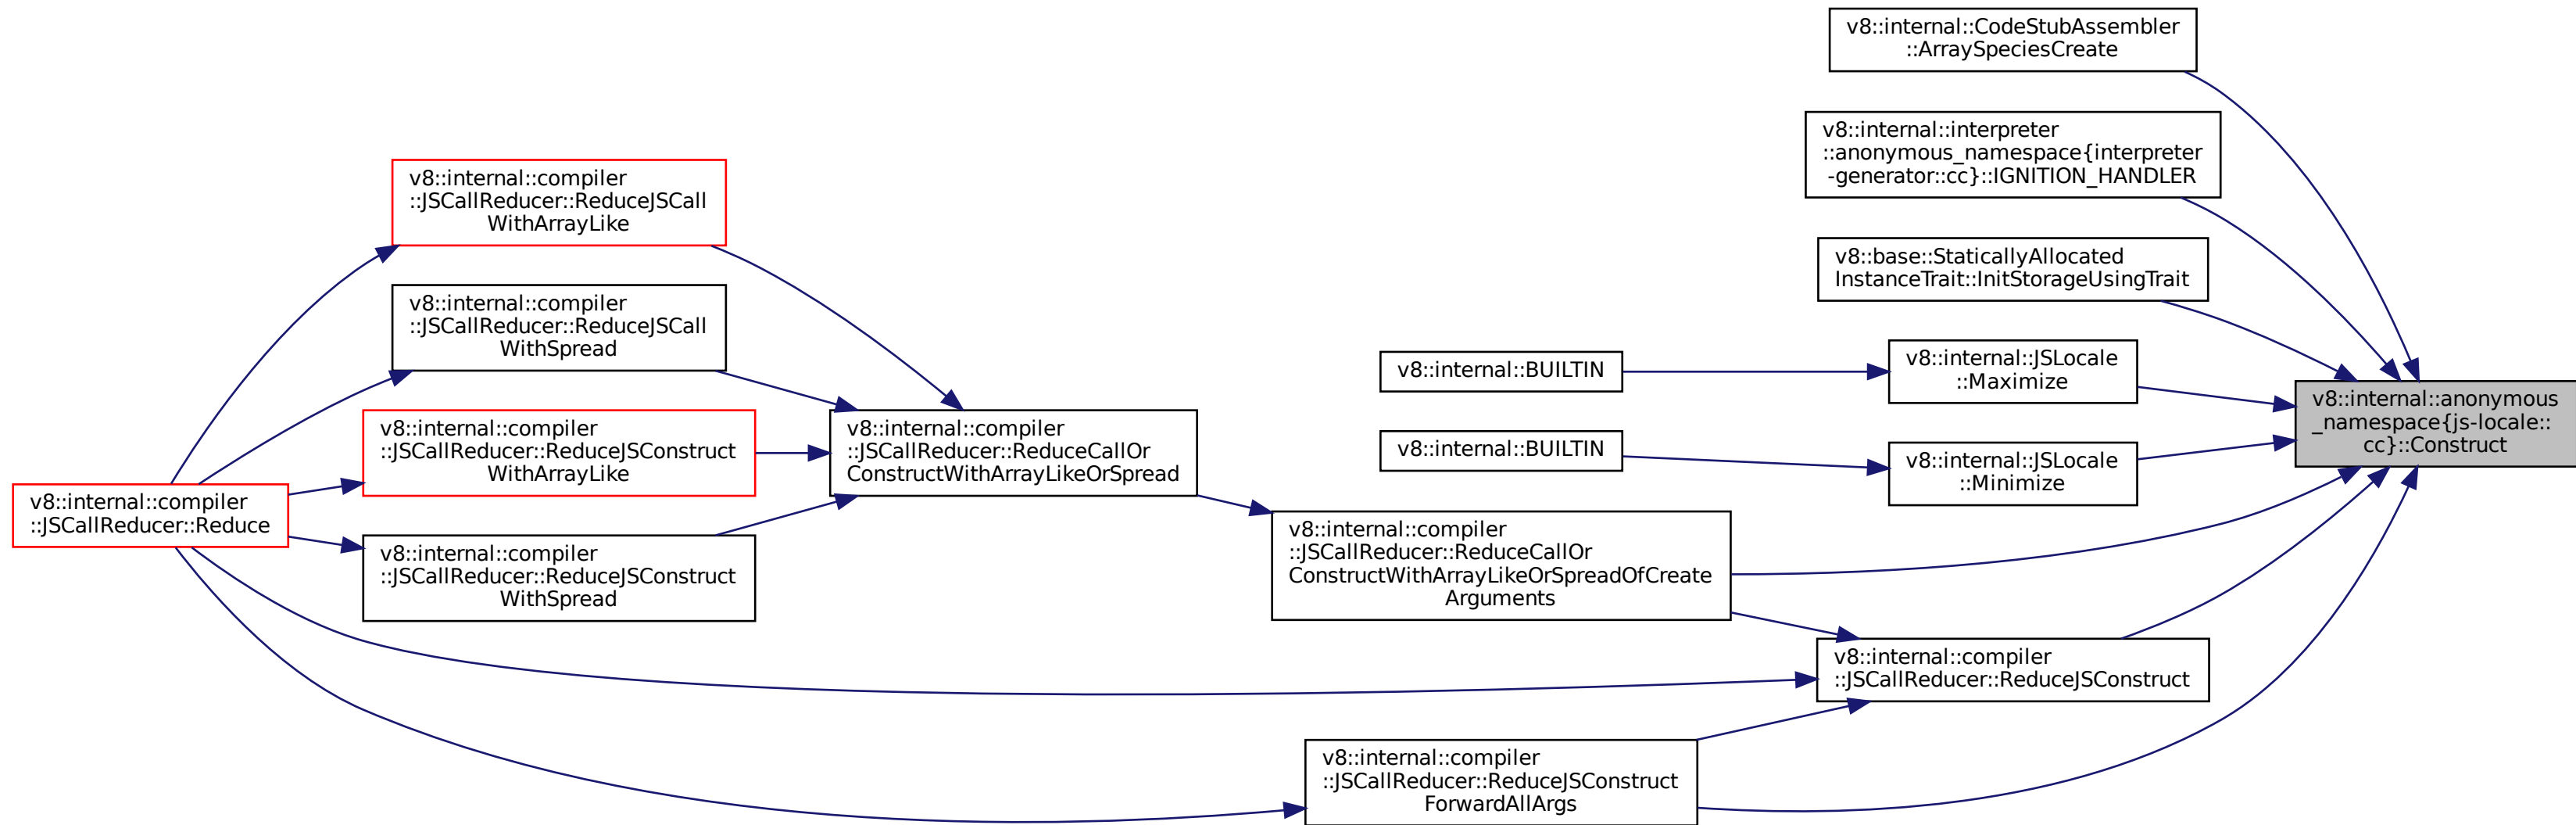 v8::internal::CodeStubAssembler
::ArraySpeciesCreate
v8::internal::interpreter
::anonymous_namespace{interpreter
-generator::cc}::IGNITION_HANDLER
v8::internal::compiler
::JSCallReducer::ReduceJSCall
WithArrayLike
v8::base::StaticallyAllocated
InstanceTrait::InitStorageUsingTrait
v8::internal::compiler
::JSCallReducer::ReduceJSCall
WithSpread
v8::internal::BUILTIN
v8::internal::JSLocale
::Maximize
v8::internal::anonymous
_namespace{js-locale::
cc}::Construct
v8::internal::compiler
::JSCallReducer::ReduceJSConstruct
WithArrayLike
v8::internal::compiler
::JSCallReducer::ReduceCallOr
ConstructWithArrayLikeOrSpread
v8::internal::BUILTIN
v8::internal::JSLocale
::Minimize
v8::internal::compiler
::JSCallReducer::Reduce
v8::internal::compiler
::JSCallReducer::ReduceJSConstruct
WithSpread
v8::internal::compiler
::JSCallReducer::ReduceCallOr
ConstructWithArrayLikeOrSpreadOfCreate
Arguments
v8::internal::compiler
::JSCallReducer::ReduceJSConstruct
v8::internal::compiler
::JSCallReducer::ReduceJSConstruct
ForwardAllArgs